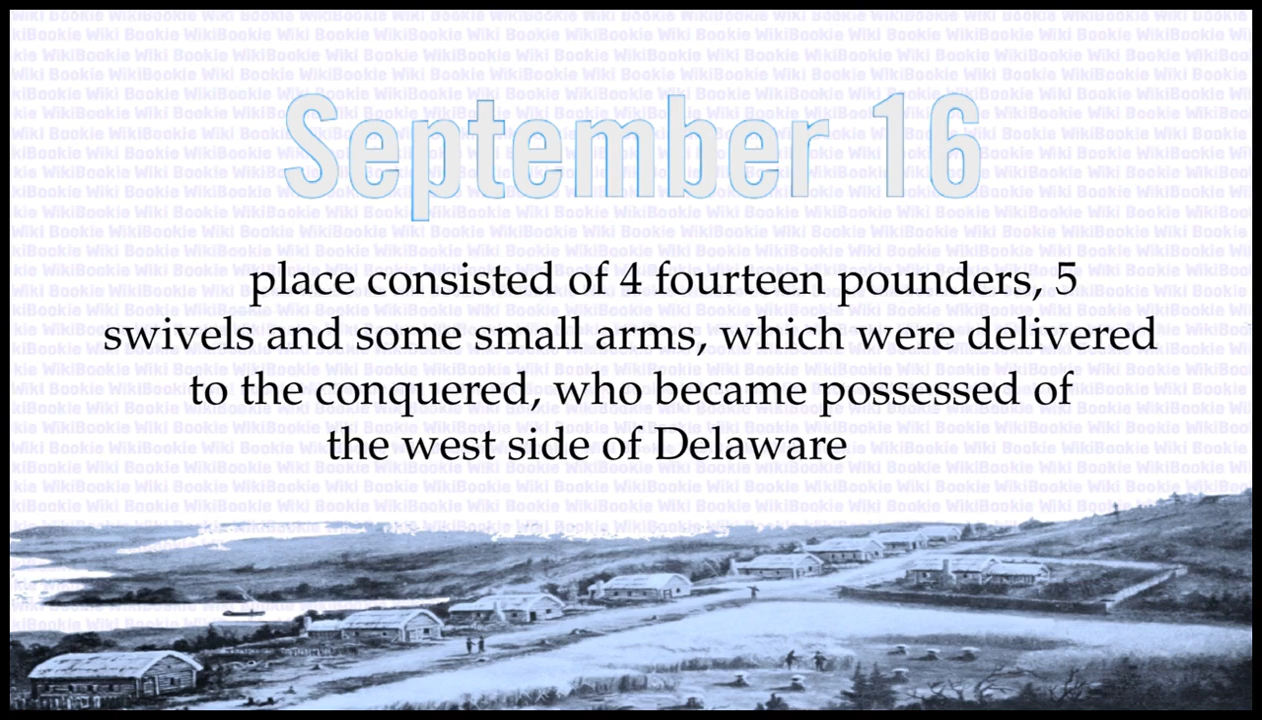 September 16
place consisted of 4 fourteen pounders, 5
swivels and some small arms, which were delivered
to the conquered, who became possessed of
the west side of Delaware